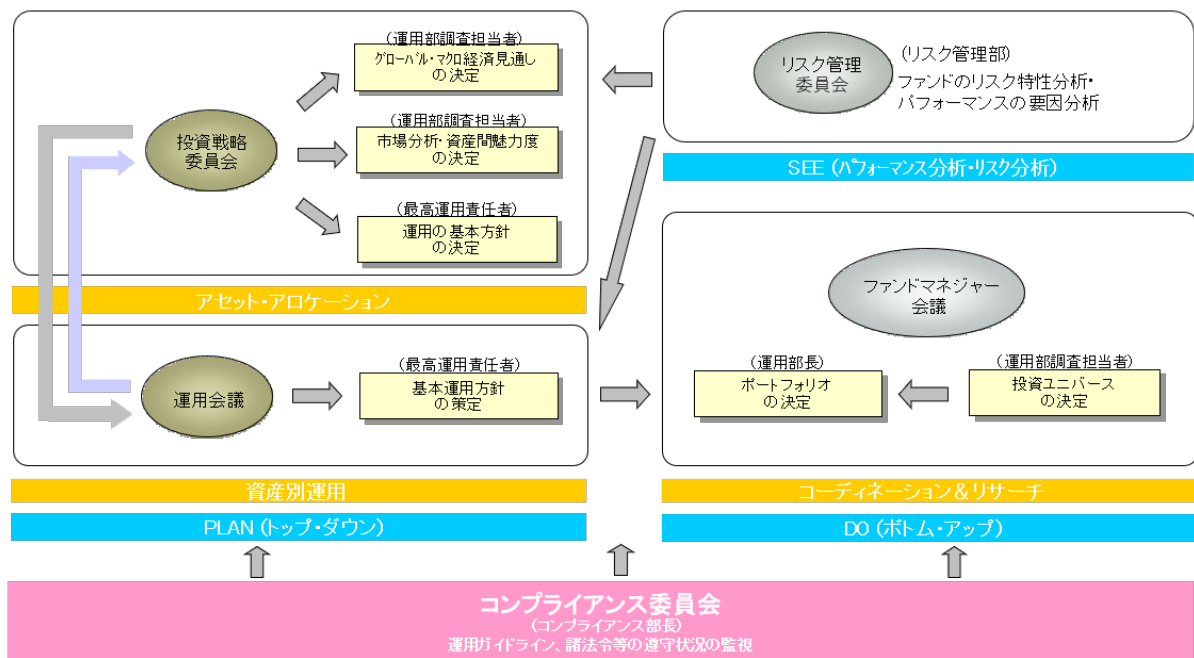 (運用部調査担当者)
グローバル・マクロ経済見通し
の決定
投資戦略
委員会
(運用部調査担当者)
市場分析・資産間魅力度
の決定
(最高運用責任者)
運用の基本方針
の決定
アセット・アロケーション
リスク管理
委員会
(リスク管理部)
ファンドのリスク特性分析・
パフォーマンスの要因分析
SEE (パフォーマンス分析・リスク分析)
運用会議
(最高運用責任者)
基本運用方針
の策定
資産別運用
PLAN (トップ・ダウン)
ファンドマネジャー
会議
(運用部長)
ポートフォリオ
の決定
(運用部調査担当者)
投資ユニバース
の決定
コーディネーション＆リサーチ
DO (ボトム・アップ)
コンプライアンス委員会
(コンプライアンス部長)
運用ガイドライン、諸法令等の遵守状況の監視